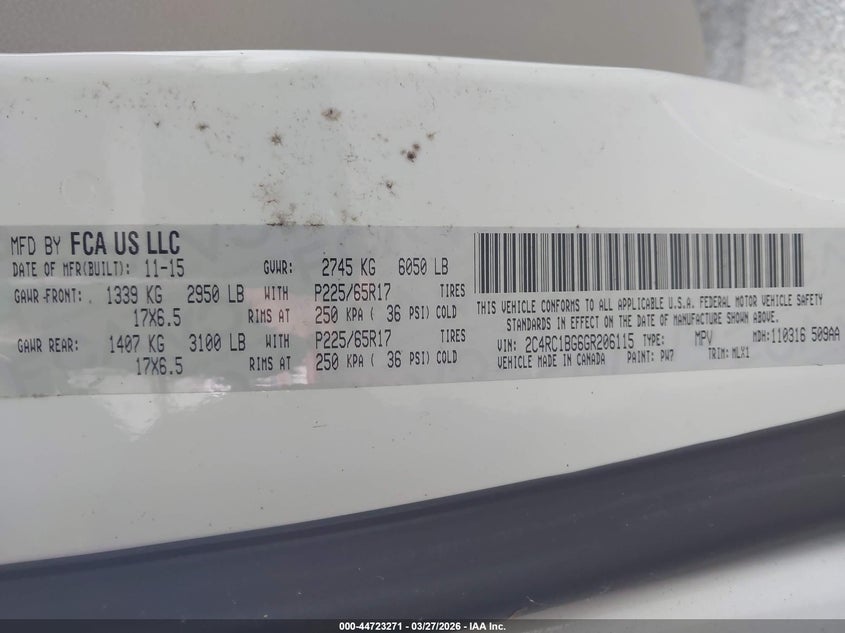 MFD BY FCA US LLC
DATE OF MFR(BUILT): 11-15 GVWR: 2745 KG 6050 LB
GAWR FRONT: 1339 KG 2950 LB WITH P225/65R17 TIRES
17X6.5 RIMS AT 250 KPA ( 36 PSI) COLD
GAWR REAR: 1407 KG 3100 LB WITH P225/65R17 TIRES
17X6.5 RIMS AT 250 KPA ( 36 PSI) COLD
THIS VEHICLE CONFORMS TO ALL APPLICABLE U.S.A. FEDERAL MOTOR VEHICLE SAFETY
STANDARDS IN EFFECT ON THE DATE OF MANUFACTURE SHOWN ABOVE.
VIN: 2C4RC1BG6GR206115 TYPE: MPV MDH: 110316 509AA
VEHICLE MADE IN CANADA PAINT: PW7 TRIM: MLX1
000-44723271 - 03/27/2026 - IAA Inc.